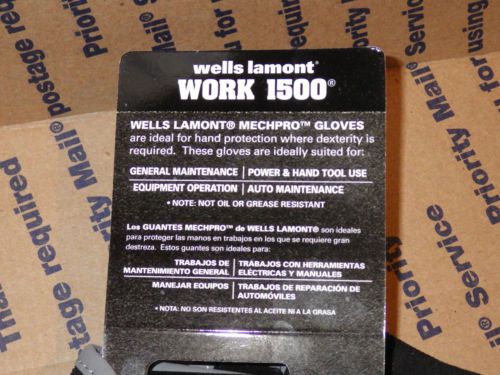 wells lamont®
WORK 1500®
WELLS LAMONT® MECHPRO™ GLOVES
are ideal for hand protection where dexterity is
required. These gloves are ideally suited for:
GENERAL MAINTENANCE | POWER & HAND TOOL USE
EQUIPMENT OPERATION | AUTO MAINTENANCE
• NOTE: NOT OIL OR GREASE RESISTANT
Los GUANTES MECHPRO™ de WELLS LAMONT® son ideales
para proteger las manos en trabajos en los que se requiere gran
destreza. Estos guantes son ideales para:
TRABAJOS DE | TRABAJOS CON HERRAMIENTAS
MANTENIMIENTO GENERAL | ELÉCTRICAS Y MANUALES
MANEJAR EQUIPOS | TRABAJOS DE REPARACIÓN DE
AUTOMÓVILES
• NOTA: NO SON RESISTENTES AL ACEITE NI A LA GRASA
Priority Mail® postage required
Priority Mail® Service